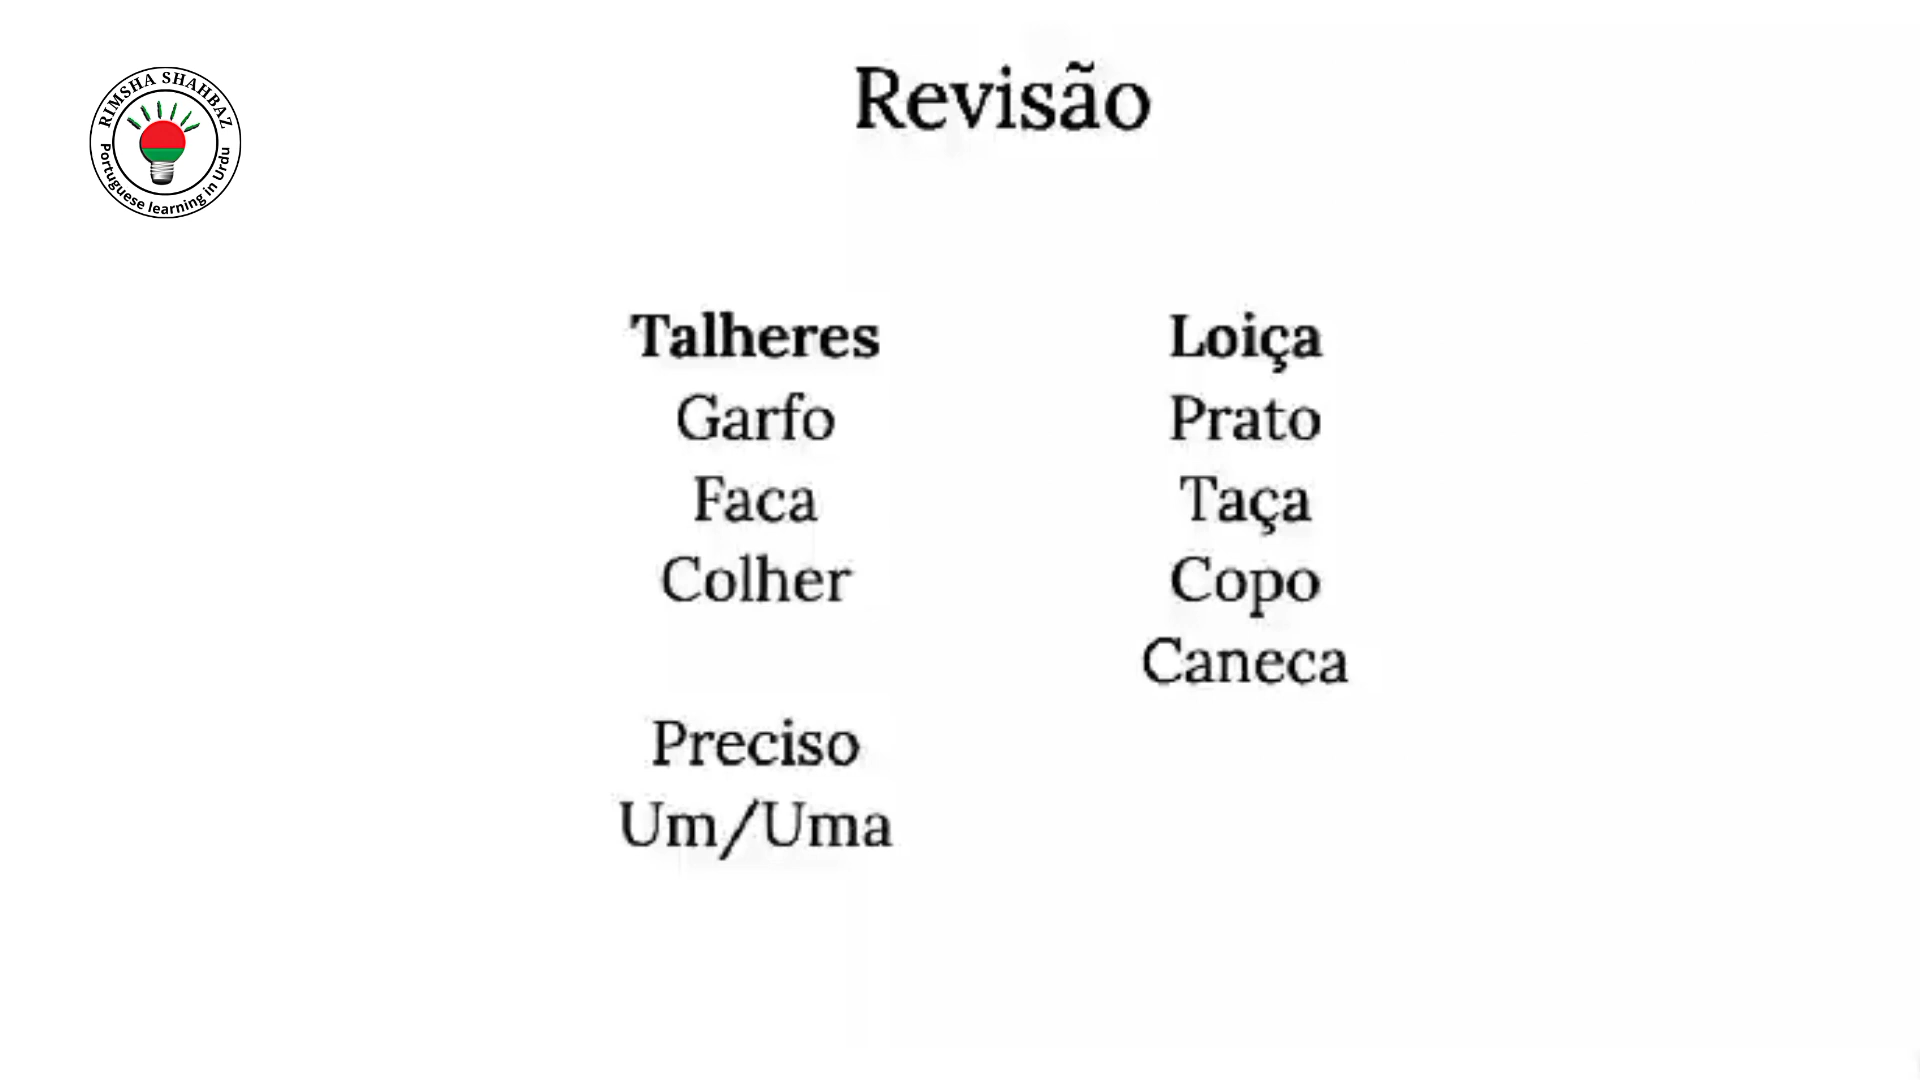 RIMSHA SHAHBAZ
Portuguese learning in Urdu
Revisão
Talheres
Garfo
Faca
Colher
Preciso
Um/Uma
Loiça
Prato
Taça
Copo
Caneca